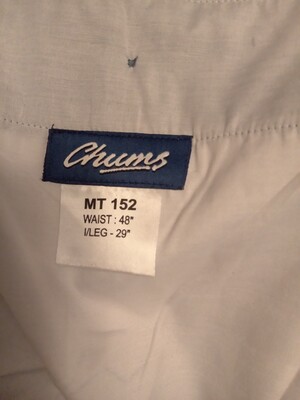 Chums
MT 152
WAIST : 48"
I/LEG - 29"